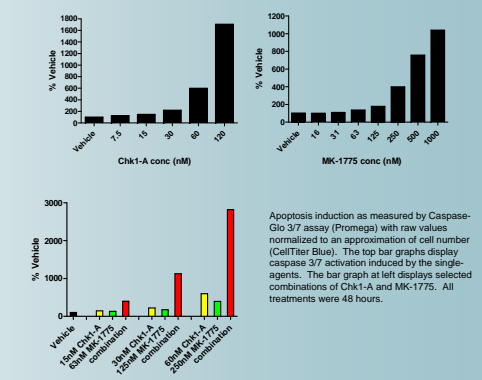 1800
1600
1400
1200
1000
800
600
400
200
0
% Vehicle
Vehicle
7.5
15
30
60
120
Chk1-A conc (nM)
1200
1000
800
600
400
200
0
% Vehicle
Vehicle
16
31
63
125
250
500
1000
MK-1775 conc (nM)
3000
2000
1000
0
% Vehicle
Vehicle
15nM Chk1-A
63nM MK-1775
combination
30nM Chk1-A
125nM MK-1775
combination
60nM Chk1-A
250nM MK-1775
combination
Apoptosis induction as measured by Caspase-
Glo 3/7 assay (Promega) with raw values
normalized to an approximation of cell number
(CellTiter Blue). The top bar graphs display
caspase 3/7 activation induced by the single-
agents. The bar graph at left displays selected
combinations of Chk1-A and MK-1775. All
treatments were 48 hours.